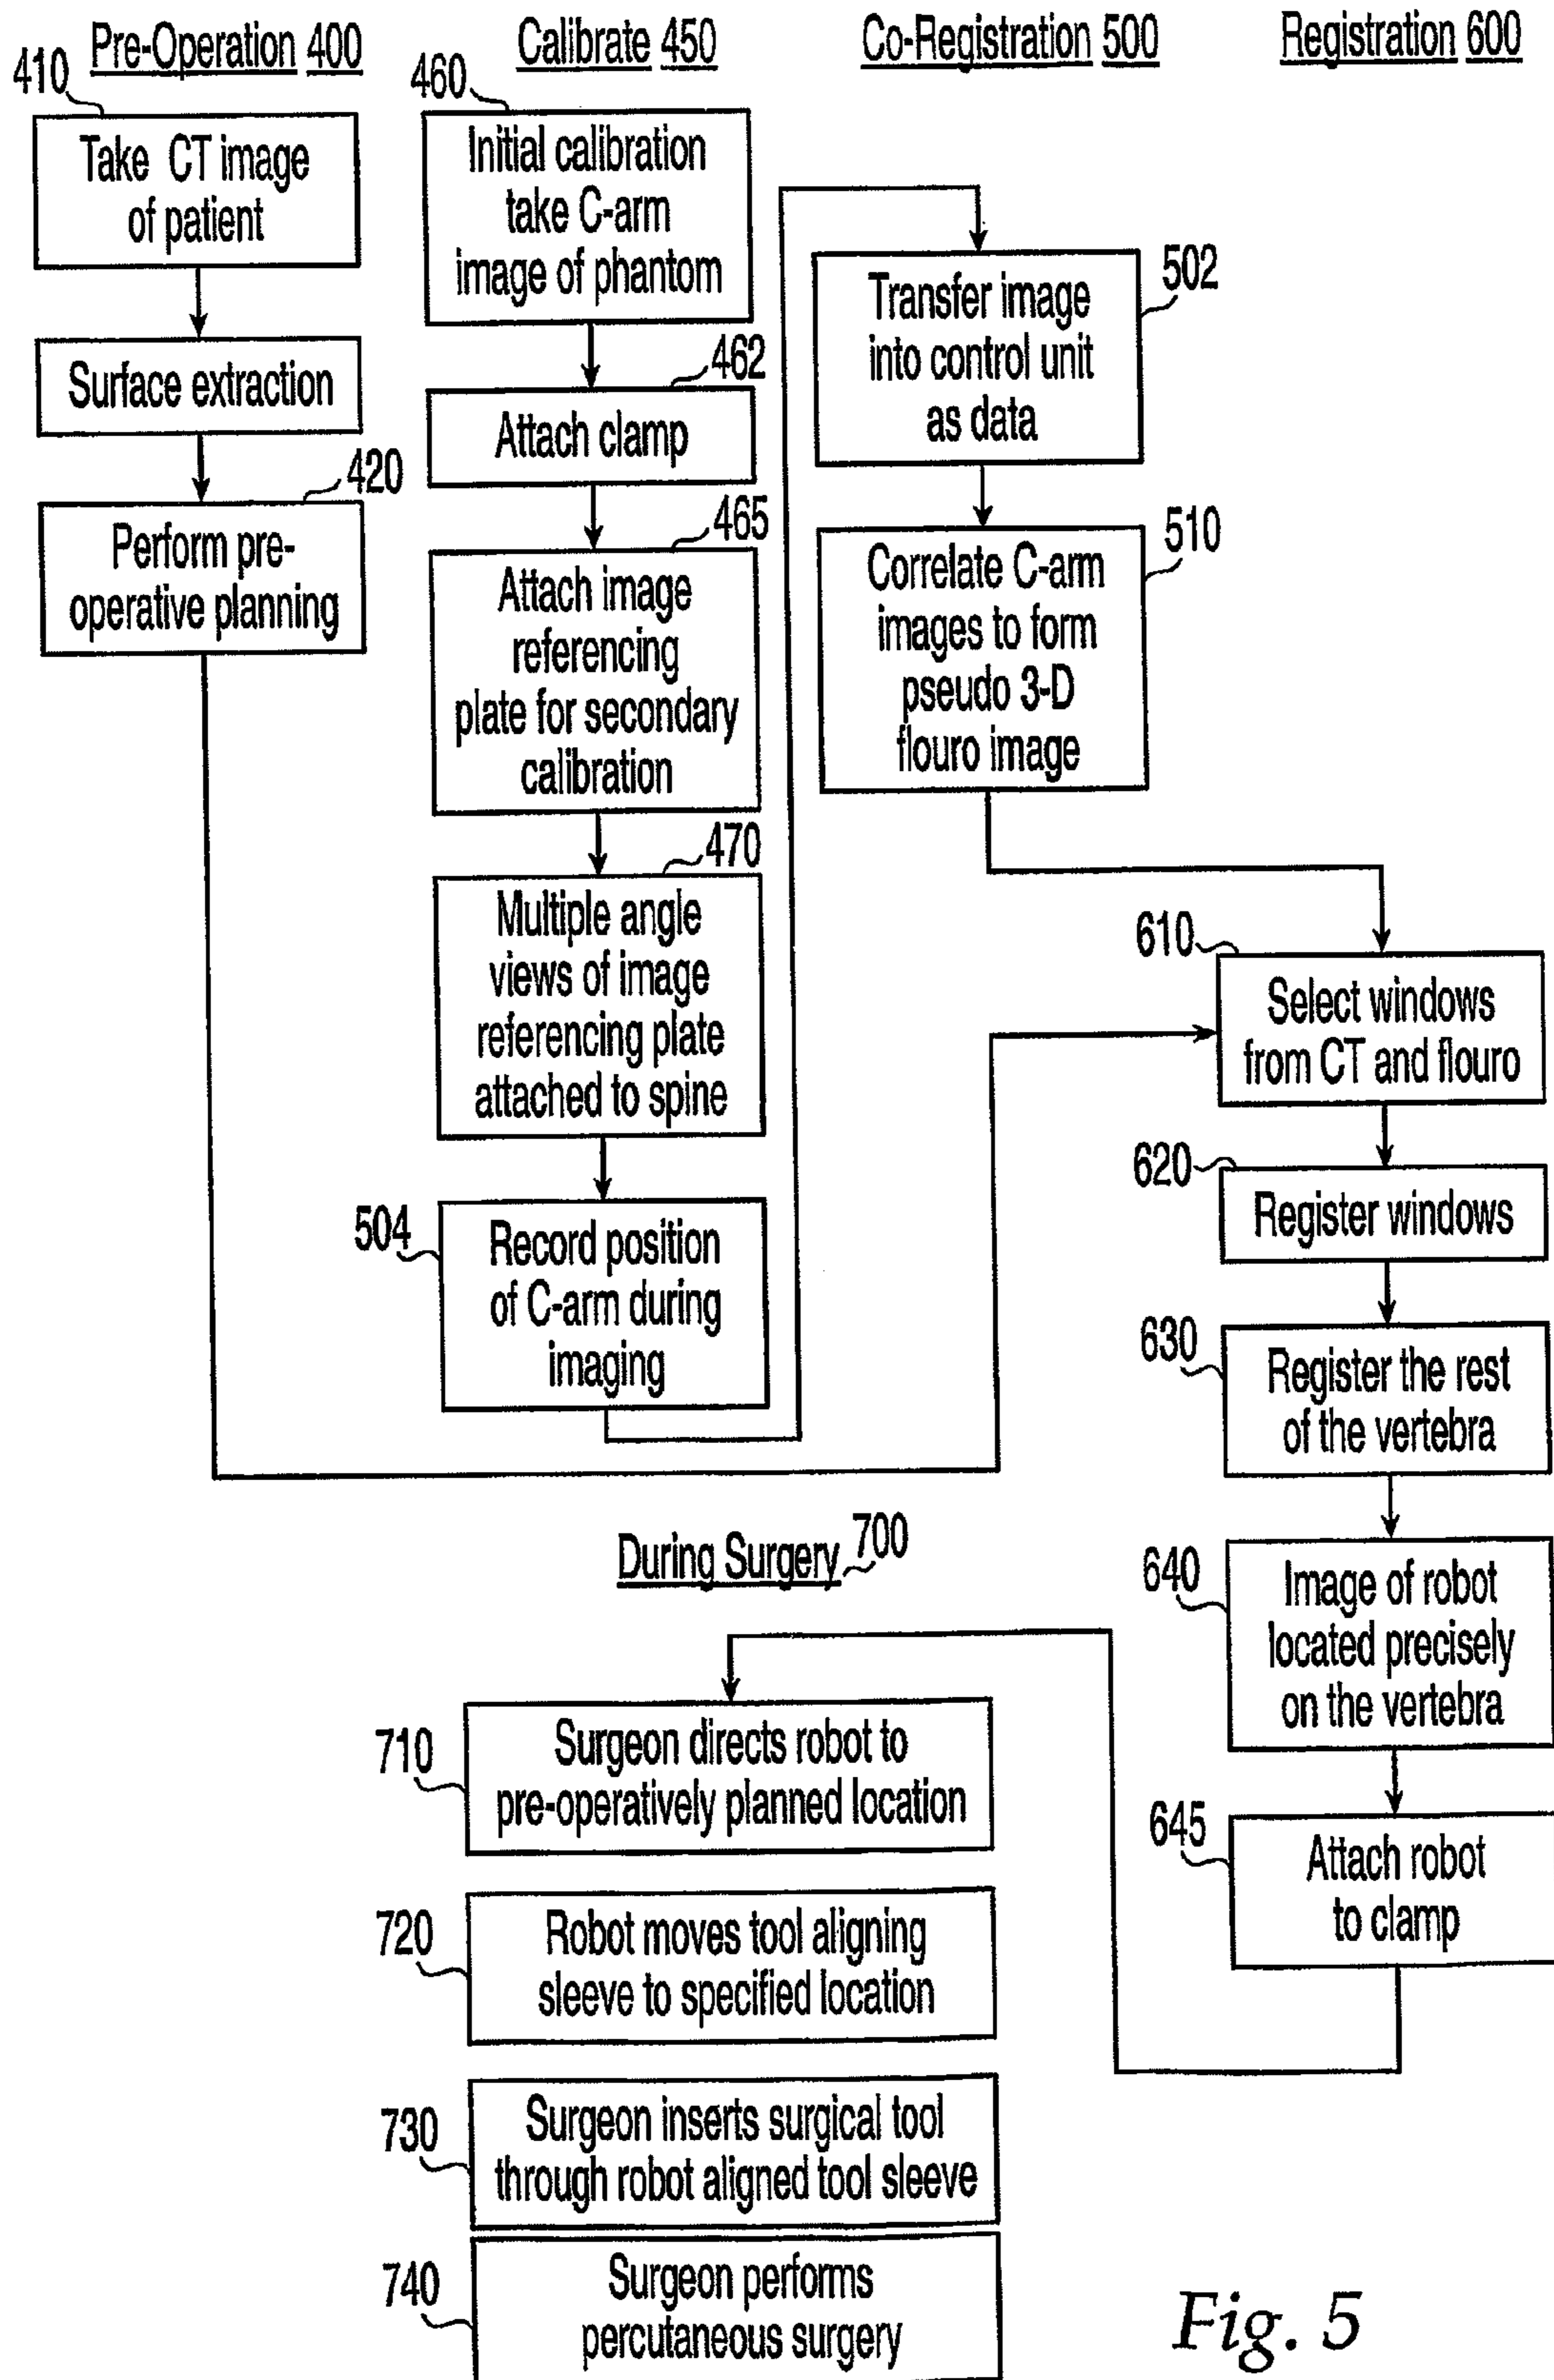 Pre-Operation 400
410
Take CT image
of patient
Surface extraction
420
Perform pre-
operative planning
Calibrate 450
460
Initial calibration
take C-arm
image of phantom
462
Attach clamp
465
Attach image
referencing
plate for secondary
calibration
470
Multiple angle
views of image
referencing plate
attached to spine
504
Record position
of C-arm during
imaging
Co-Registration 500
502
Transfer image
into control unit
as data
510
Correlate C-arm
images to form
pseudo 3-D
flouro image
Registration 600
610
Select windows
from CT and flouro
620
Register windows
630
Register the rest
of the vertebra
640
Image of robot
located precisely
on the vertebra
645
Attach robot
to clamp
During Surgery 700
710
Surgeon directs robot to
pre-operatively planned location
720
Robot moves tool aligning
sleeve to specified location
730
Surgeon inserts surgical tool
through robot aligned tool sleeve
740
Surgeon performs
percutaneous surgery
Fig. 5